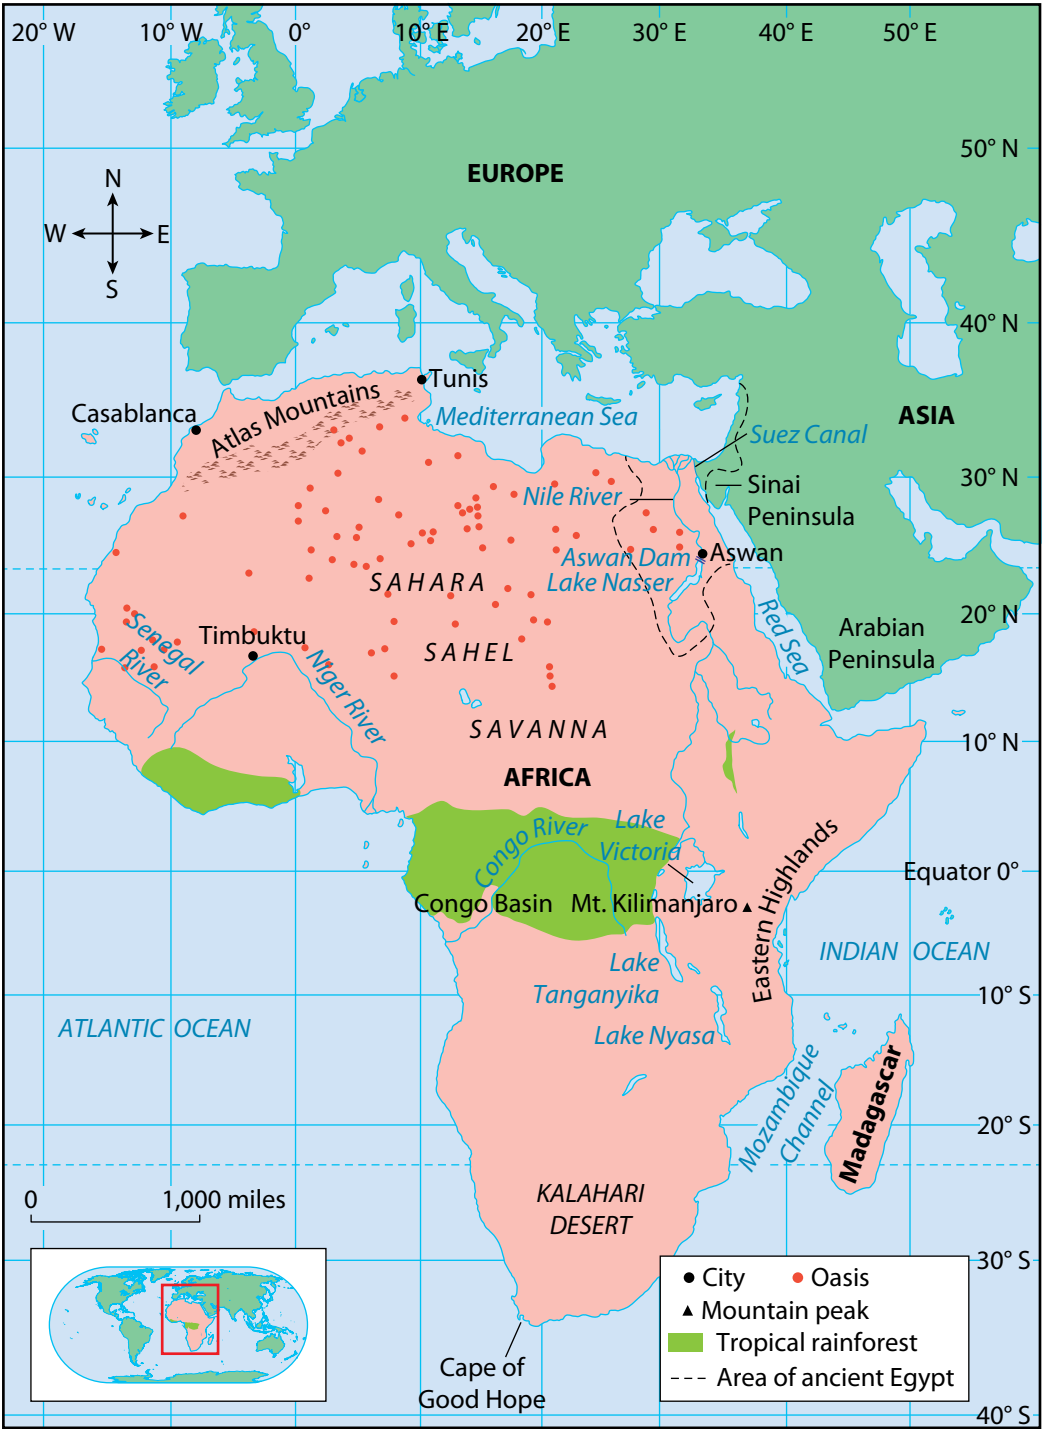 20° W
10° W
0°
10° E
20° E
30° E
40° E
50° E
50° N
EUROPE
N
W
E
S
40° N
Tunis
Casablanca
Atlas Mountains
Mediterranean Sea
ASIA
Suez Canal
30° N
Nile River
Sinai
Peninsula
Aswan
Aswan Dam
Lake Nasser
SAHARA
20° N
Red Sea
Arabian
Peninsula
Senegal
River
Timbuktu
Niger River
SAHEL
SAVANNA
10° N
AFRICA
Lake
Victoria
Congo River
Equator 0°
Congo Basin
Mt. Kilimanjaro
Eastern Highlands
INDIAN OCEAN
Lake
Tanganyika
10° S
ATLANTIC OCEAN
Lake Nyasa
Mozambique
Channel
Madagascar
20° S
KALAHARI
DESERT
0
1,000 miles
30° S
Cape of
Good Hope
City
Oasis
Mountain peak
Tropical rainforest
Area of ancient Egypt
40° S